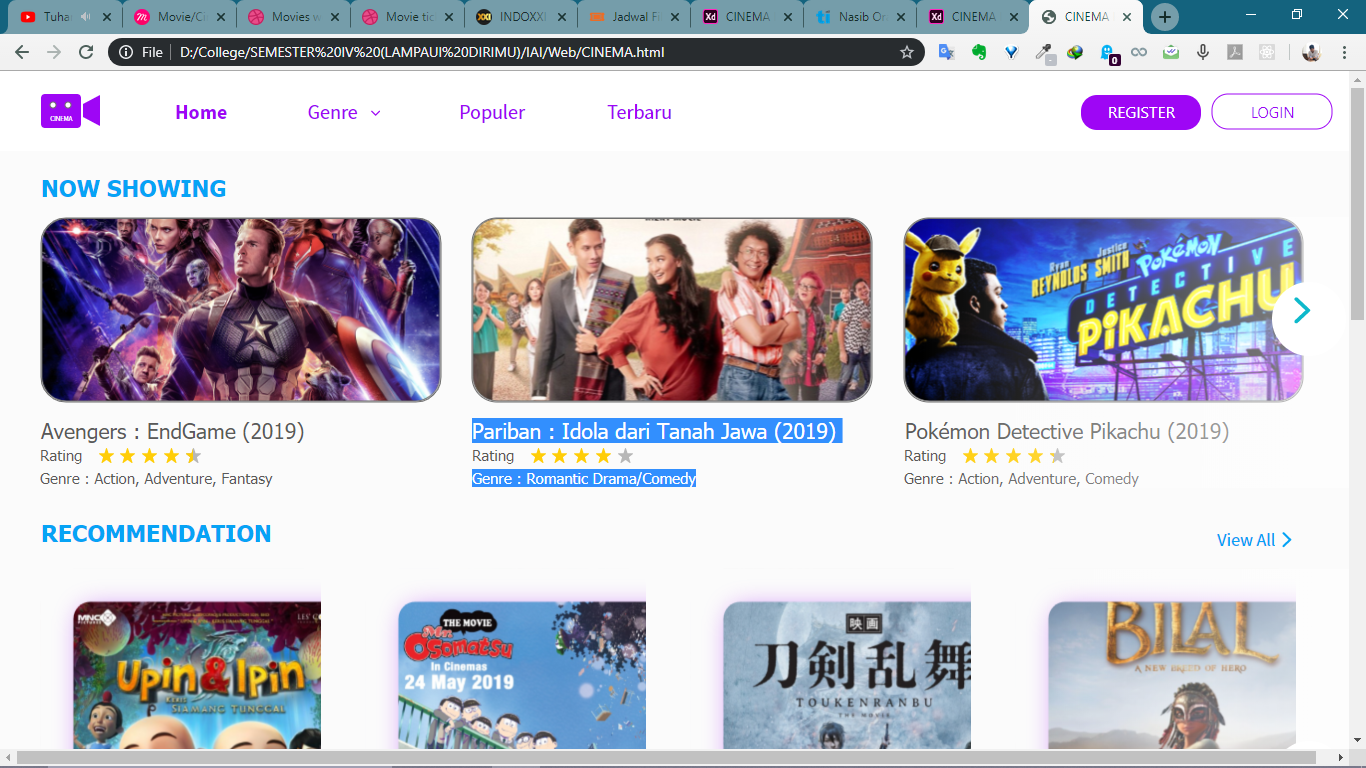 Tuha
Movie/Ci
Movies w
Movie tic
INDOXXI
Jadwal Fi
CINEMA
Nasib On
CINEMA
CINEMA
File D:/College/SEMESTER%20IV%20(LAMPAUI%20DIRIMU)/IAI/Web/CINEMA.html
0
CINEMA
Home Genre Populer Terbaru REGISTER LOGIN
NOW SHOWING
Ryan REYNOLDS Justice SMITH
POKéMON
DETECTIVE
PiKACHU
Avengers : EndGame (2019)
Rating
Genre : Action, Adventure, Fantasy
Pariban : Idola dari Tanah Jawa (2019)
Rating
Genre : Romantic Drama/Comedy
Pokémon Detective Pikachu (2019)
Rating
Genre : Action, Adventure, Comedy
RECOMMENDATION
View All
MNC
PICTURES
Upin & Ipin
KERIS
SIAMANG TUNGGAL
THE MOVIE
Osomatsu
In Cinemas
24 May 2019
映画
刀剣乱舞
TOUKENRANBU
THE MOVIE
BILAL
A NEW BREED OF HERO